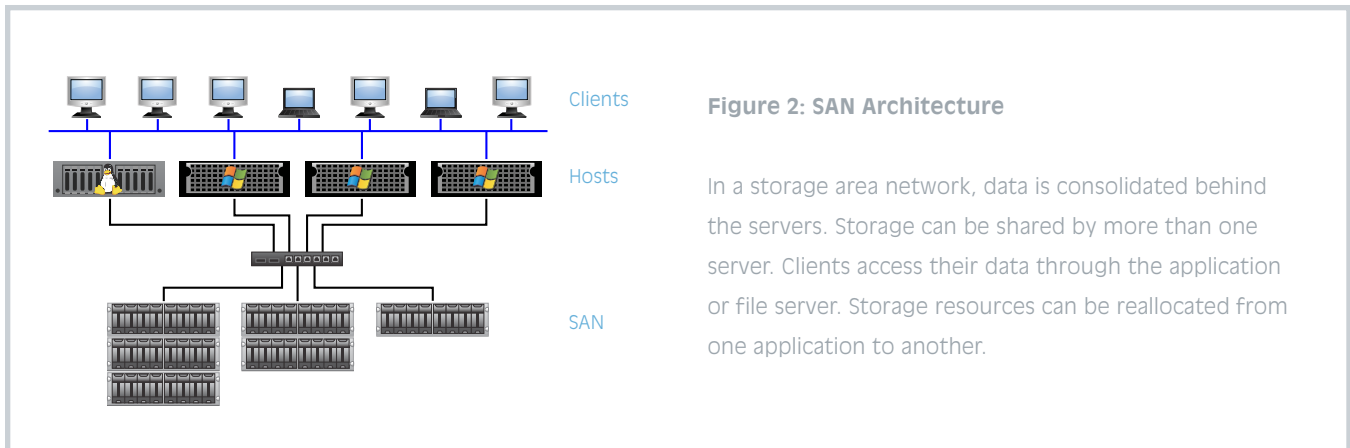 Clients
Hosts
SAN
Figure 2: SAN Architecture
In a storage area network, data is consolidated behind
the servers. Storage can be shared by more than one
server. Clients access their data through the application
or file server. Storage resources can be reallocated from
one application to another.